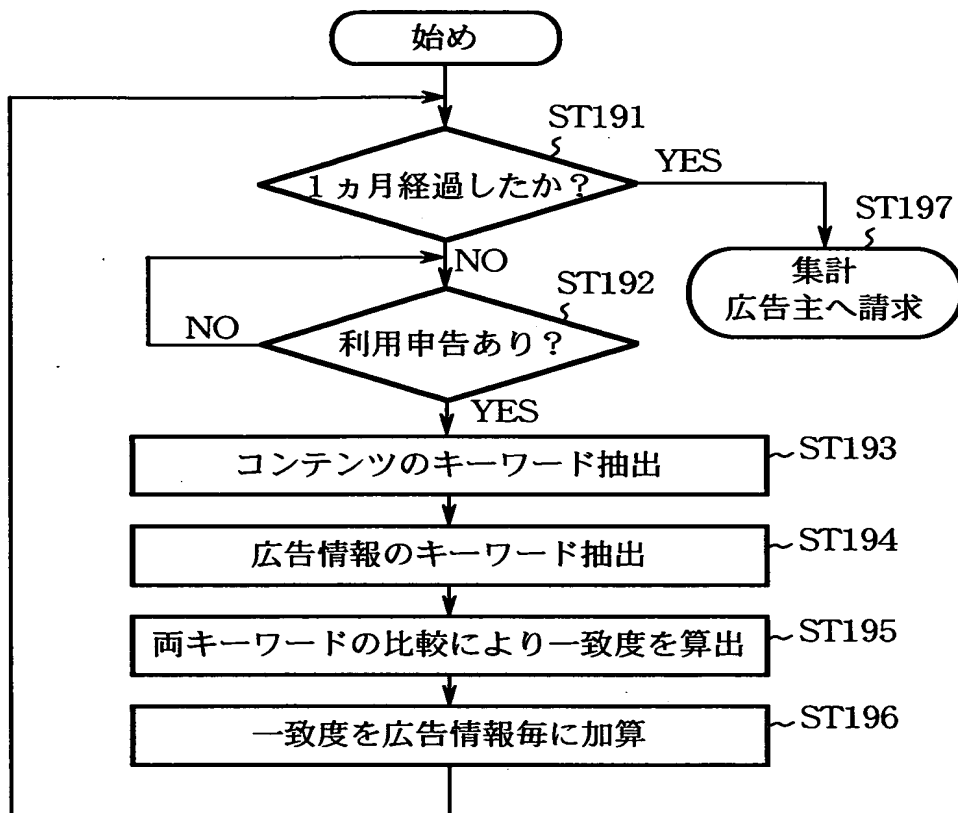 始め
ST191
1ヵ月経過したか？
YES
ST197
集計
広告主へ請求
NO
ST192
利用申告あり？
NO
YES
コンテンツのキーワード抽出
ST193
広告情報のキーワード抽出
ST194
両キーワードの比較により一致度を算出
ST195
一致度を広告情報毎に加算
ST196